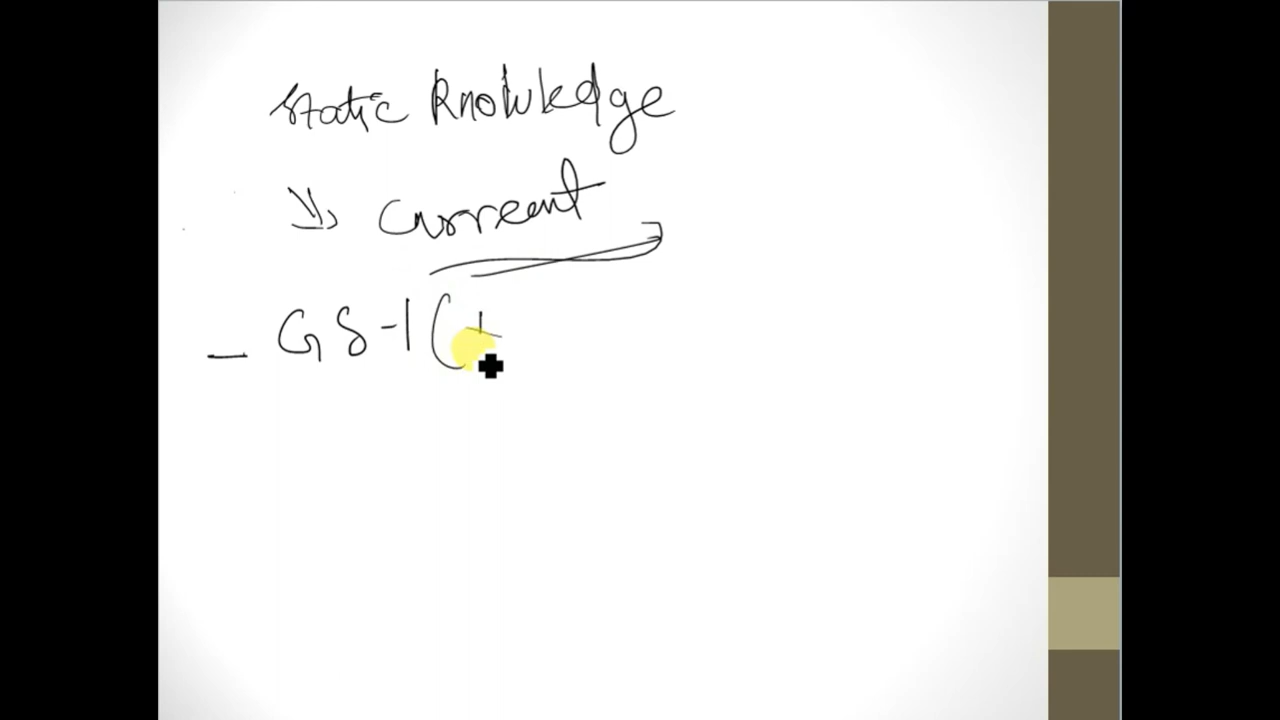 Static Knowledge
⇓ Current
- GS-1 (